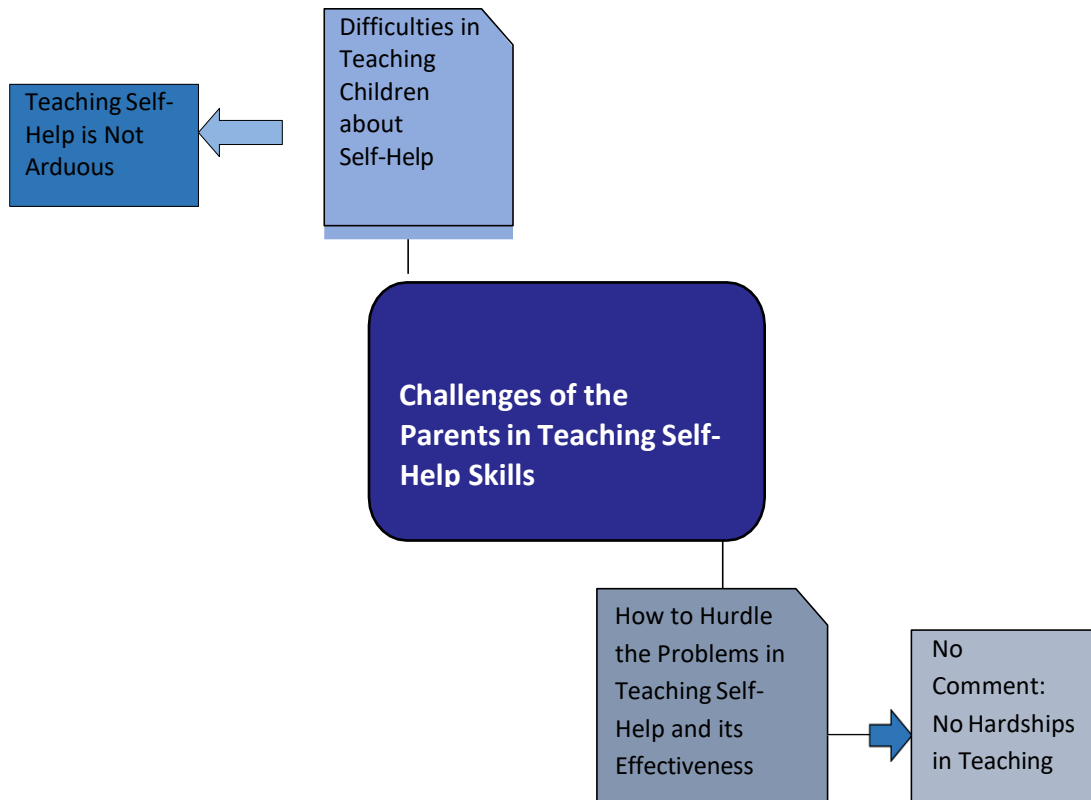 Difficulties in
Teaching
Children
about
Self-Help
Teaching Self-
Help is Not
Arduous
Challenges of the
Parents in Teaching Self-
Help Skills
How to Hurdle
the Problems in
Teaching Self-
Help and its
Effectiveness
No
Comment:
No Hardships
in Teaching